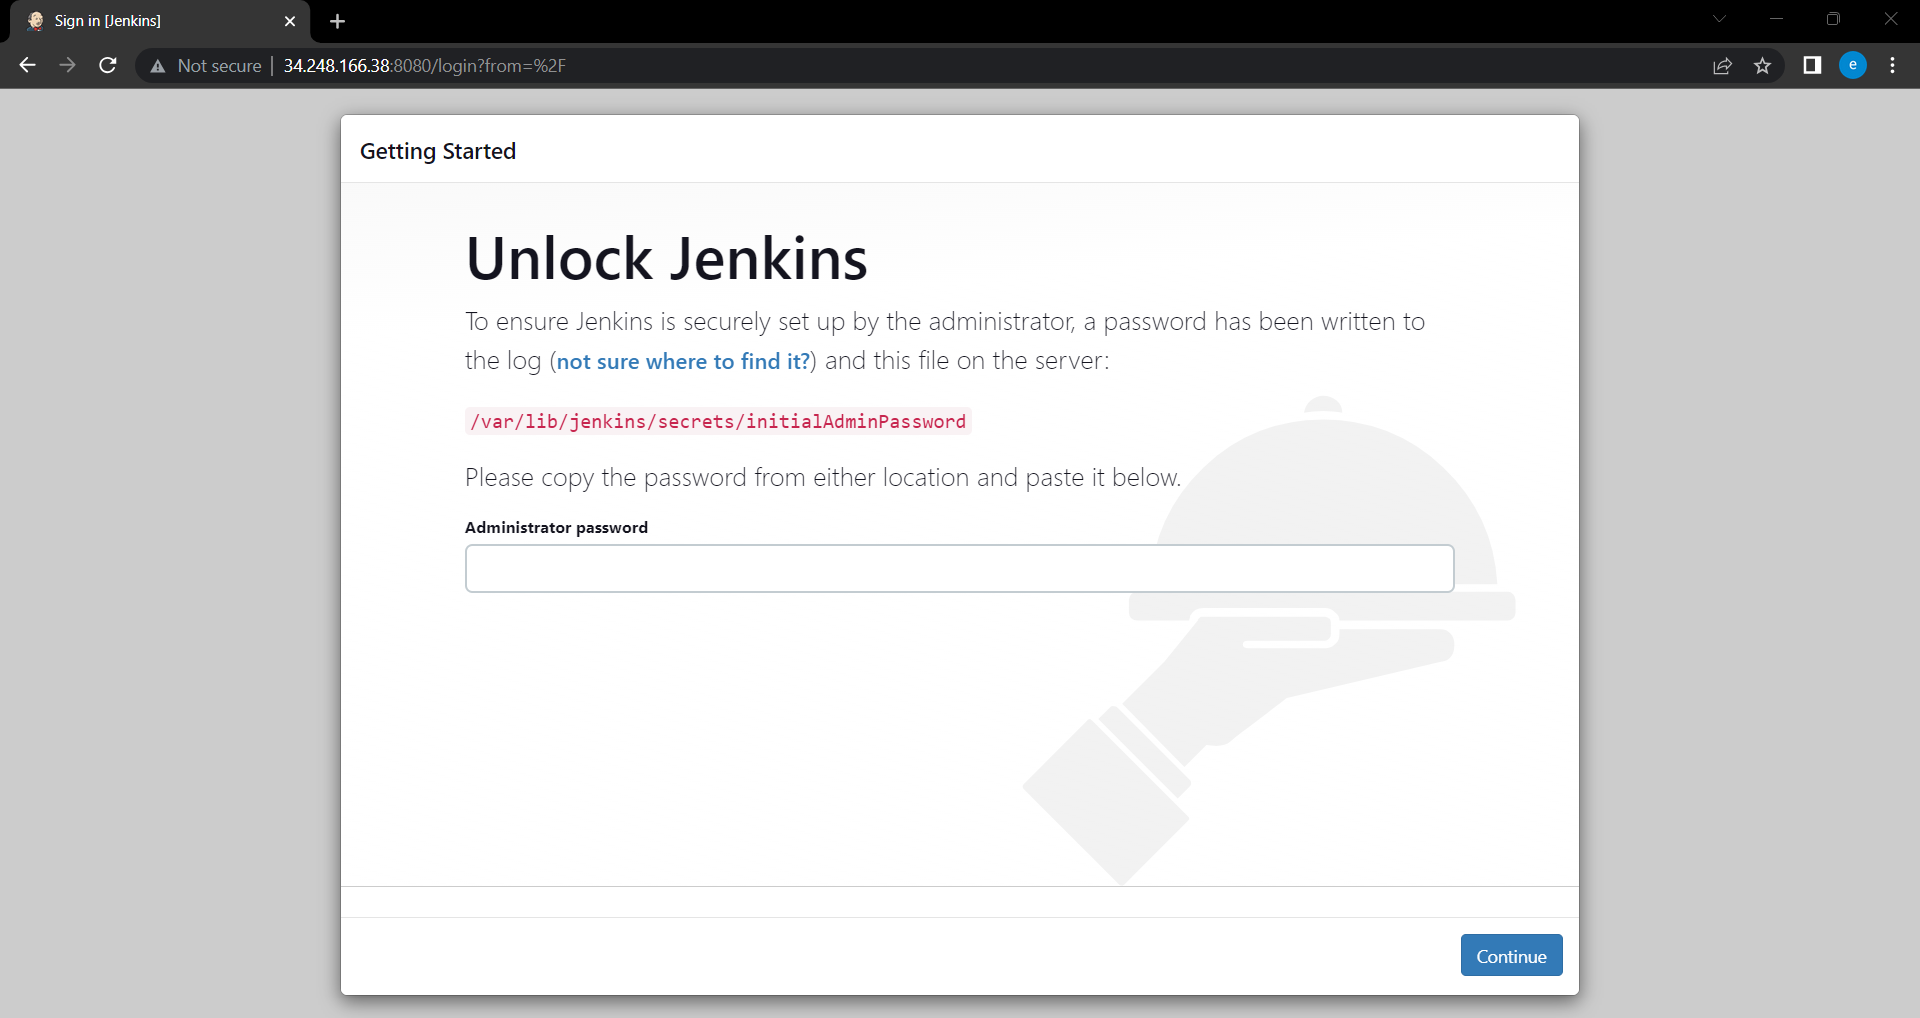 Sign in [Jenkins]
Not secure | 34.248.166.38:8080/login?from=%2F
e
Getting Started
Unlock Jenkins
To ensure Jenkins is securely set up by the administrator, a password has been written to
the log (not sure where to find it?) and this file on the server:
/var/lib/jenkins/secrets/initialAdminPassword
Please copy the password from either location and paste it below.
Administrator password
Continue